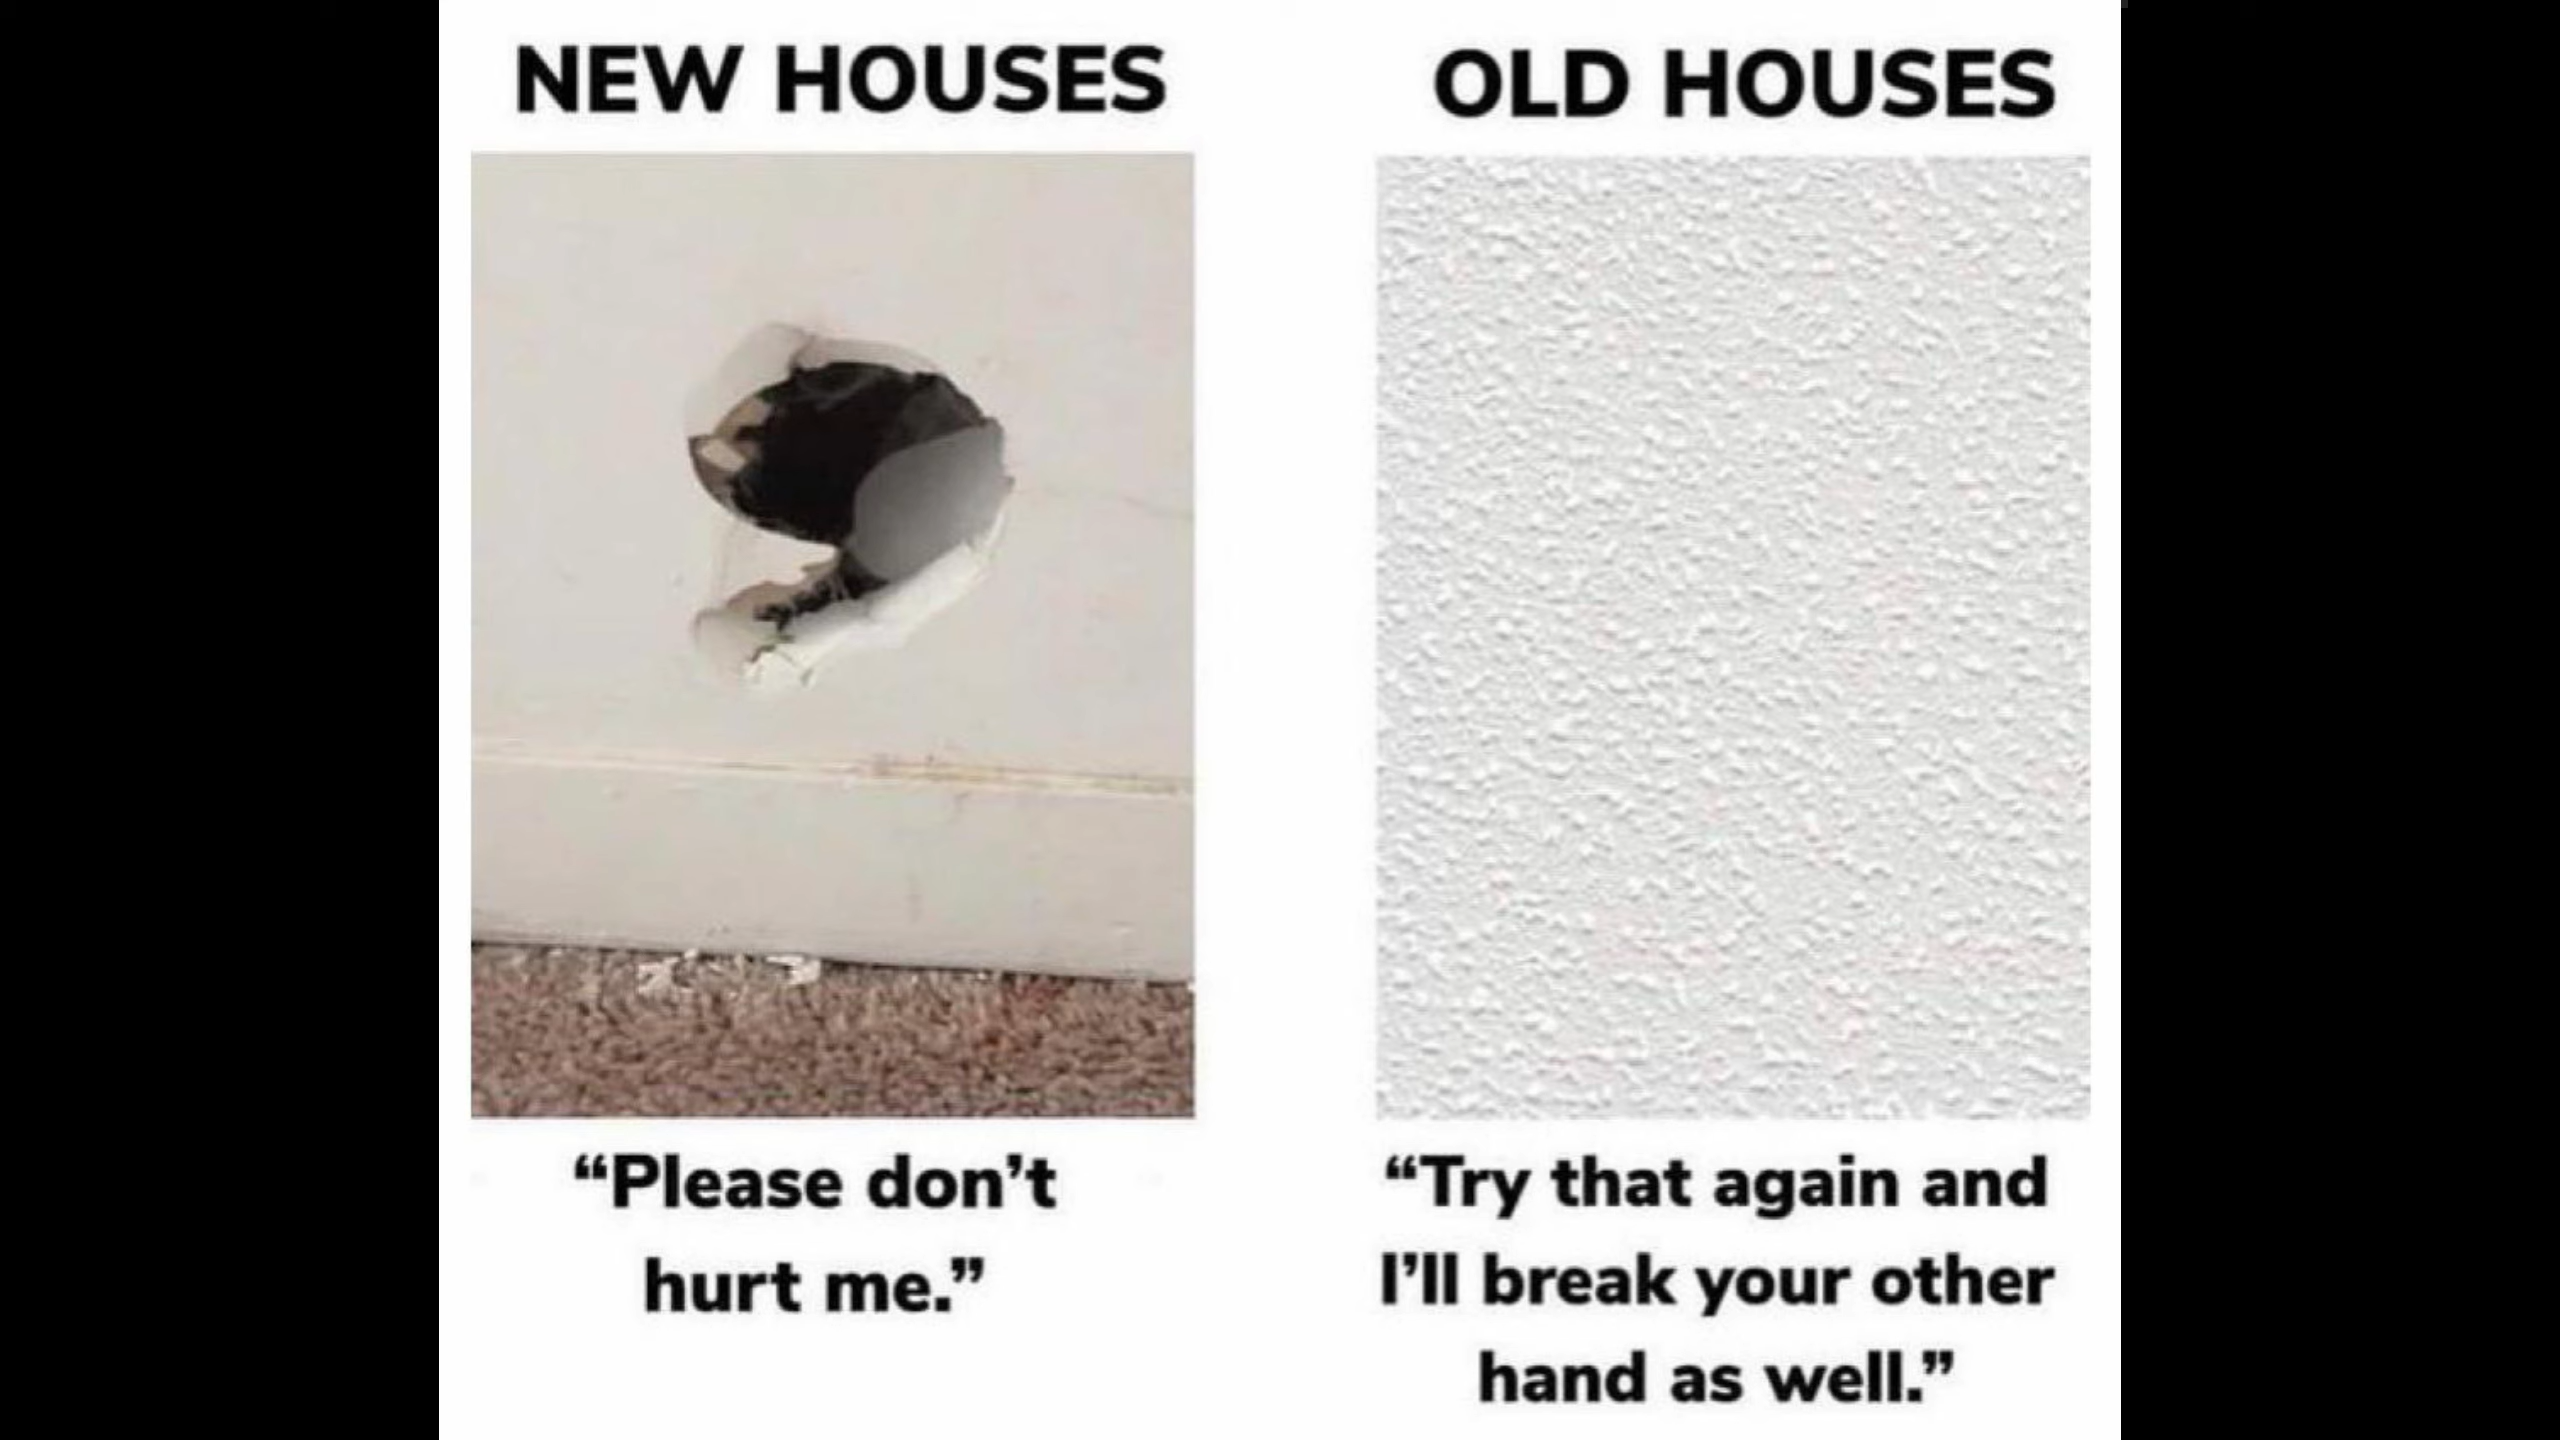 NEW HOUSES
OLD HOUSES
“Please don’t
hurt me.”
“Try that again and
I’ll break your other
hand as well.”